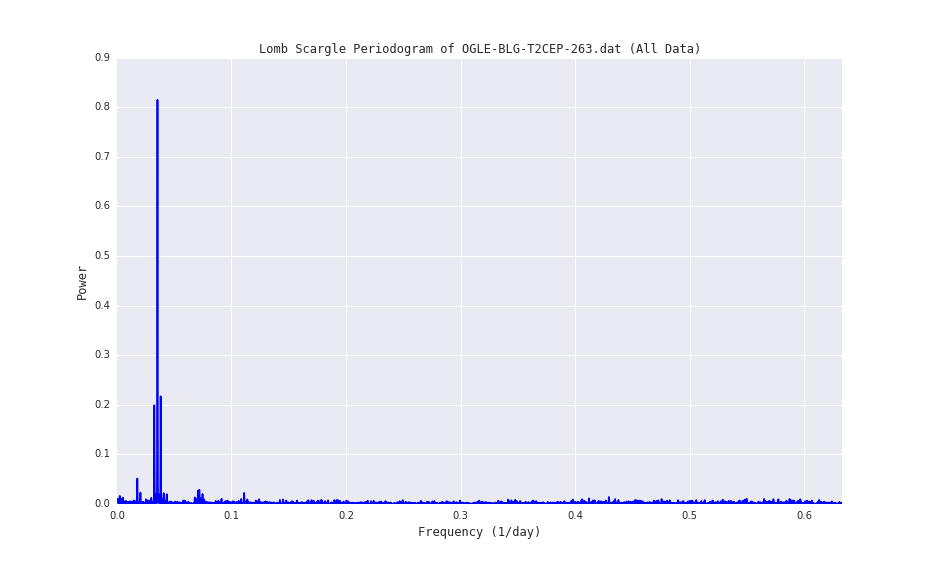 Lomb Scargle Periodogram of OGLE-BLG-T2CEP-263.dat (All Data)
0.9
0.8
0.7
0.6
0.5
0.4
0.3
0.2
0.1
0.0
Power
0.0 0.1 0.2 0.3 0.4 0.5 0.6
Frequency (1/day)